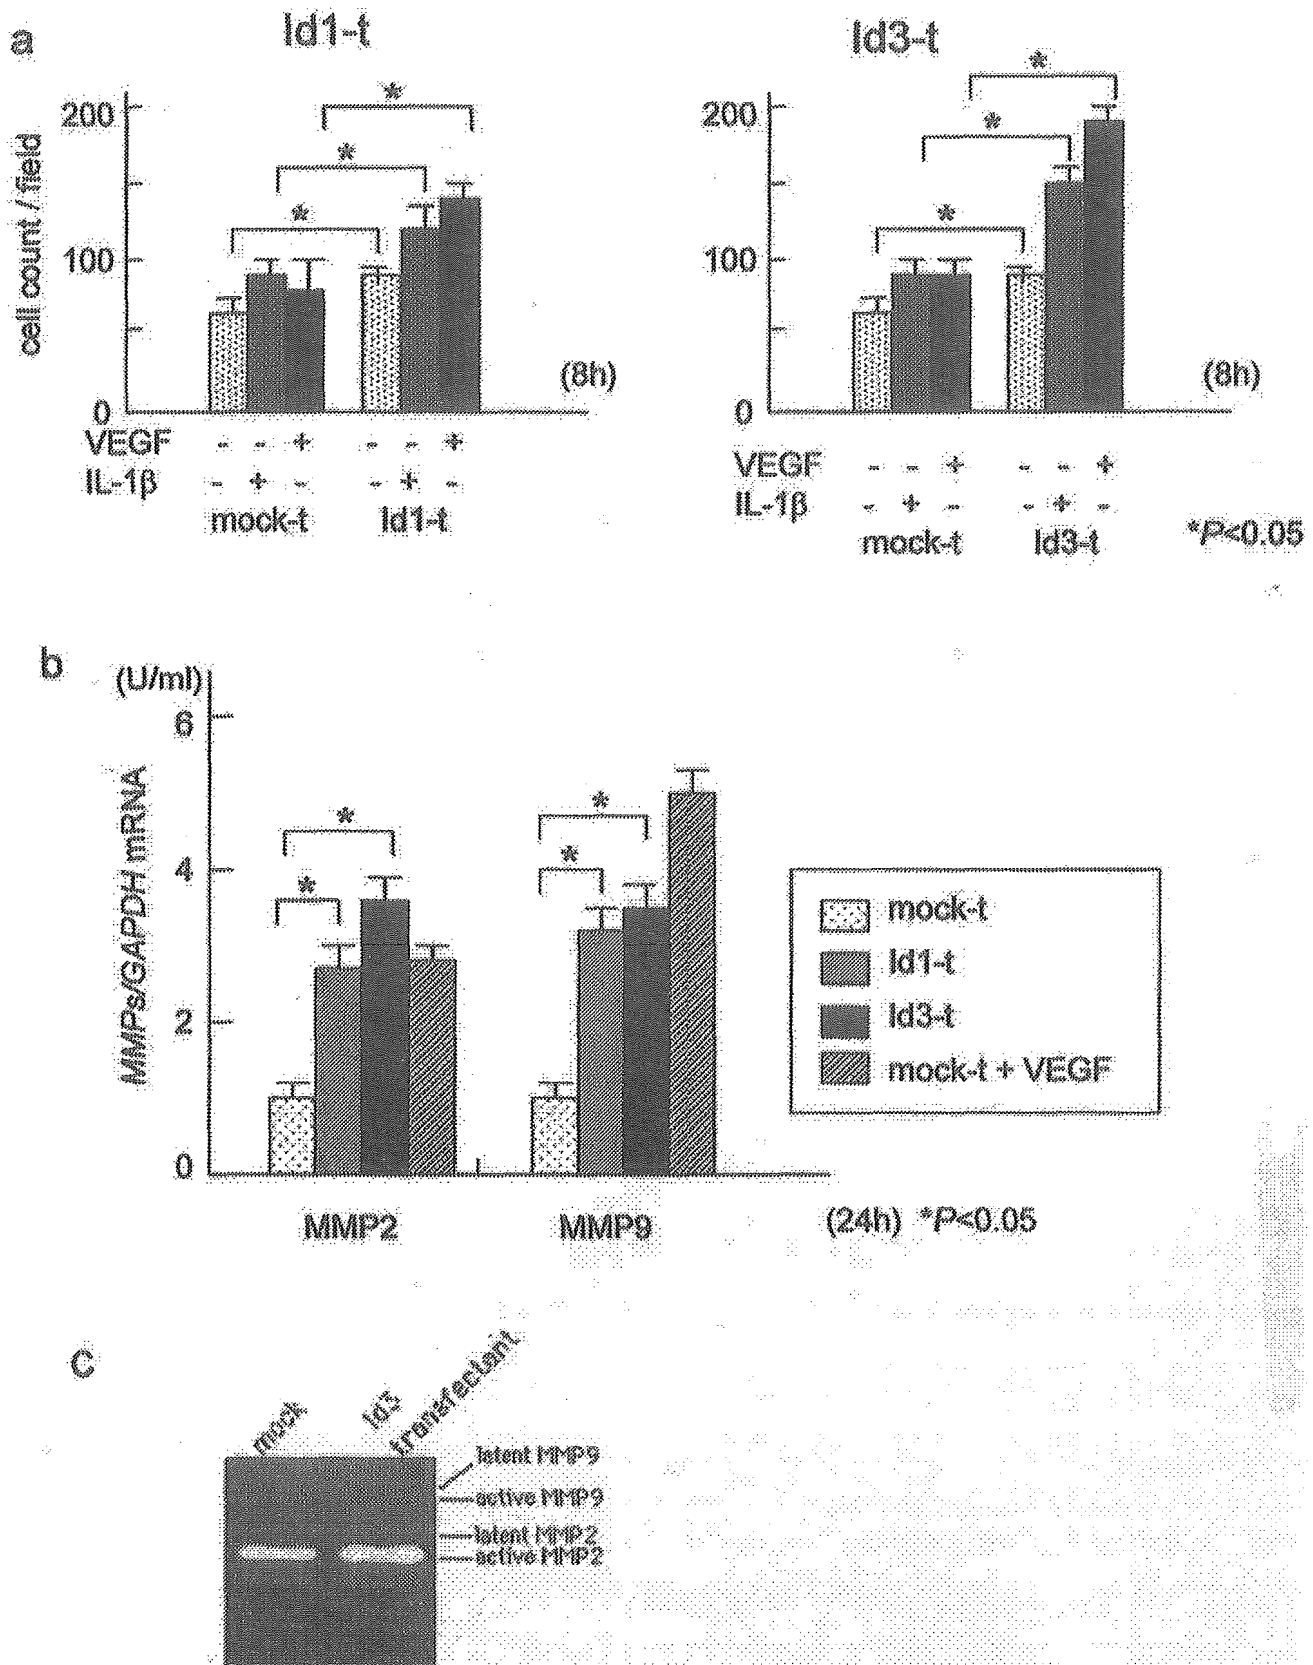 a
Id1-t
Id3-t
cell count / field
200
100
0
* * *
(8h)
VEGF - - + - - +
IL-1β - + - - + -
mock-t Id1-t
200
100
0
* * *
(8h)
VEGF - - + - - +
IL-1β - + - - + -
mock-t Id3-t
*P<0.05
b
(U/ml)
MMPs/GAPDH mRNA
6
4
2
0
* *
* *
MMP2 MMP9
(24h) *P<0.05
mock-t
Id1-t
Id3-t
mock-t + VEGF
c
mock
Id3
transfectant
latent MMP9
active MMP9
latent MMP2
active MMP2